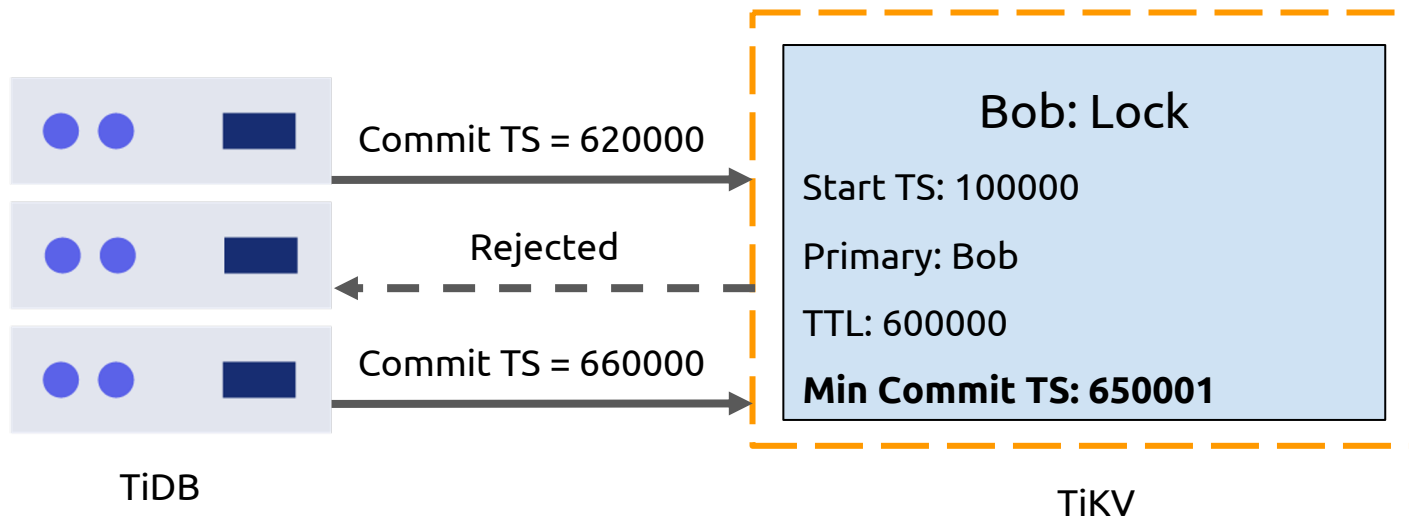 Commit TS = 620000
Rejected
Commit TS = 660000
TiDB
Bob: Lock
Start TS: 100000
Primary: Bob
TTL: 600000
Min Commit TS: 650001
TiKV